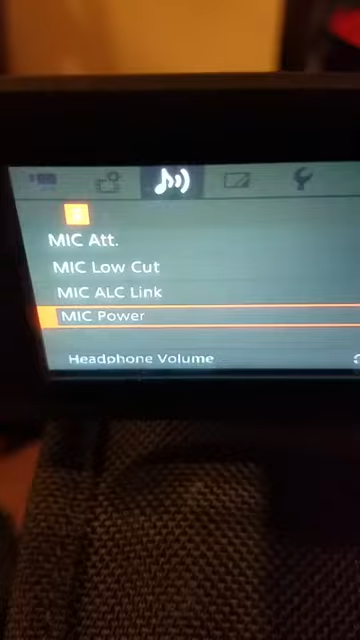 MIC Att.
MIC Low Cut
MIC ALC Link
MIC Power
Headphone Volume